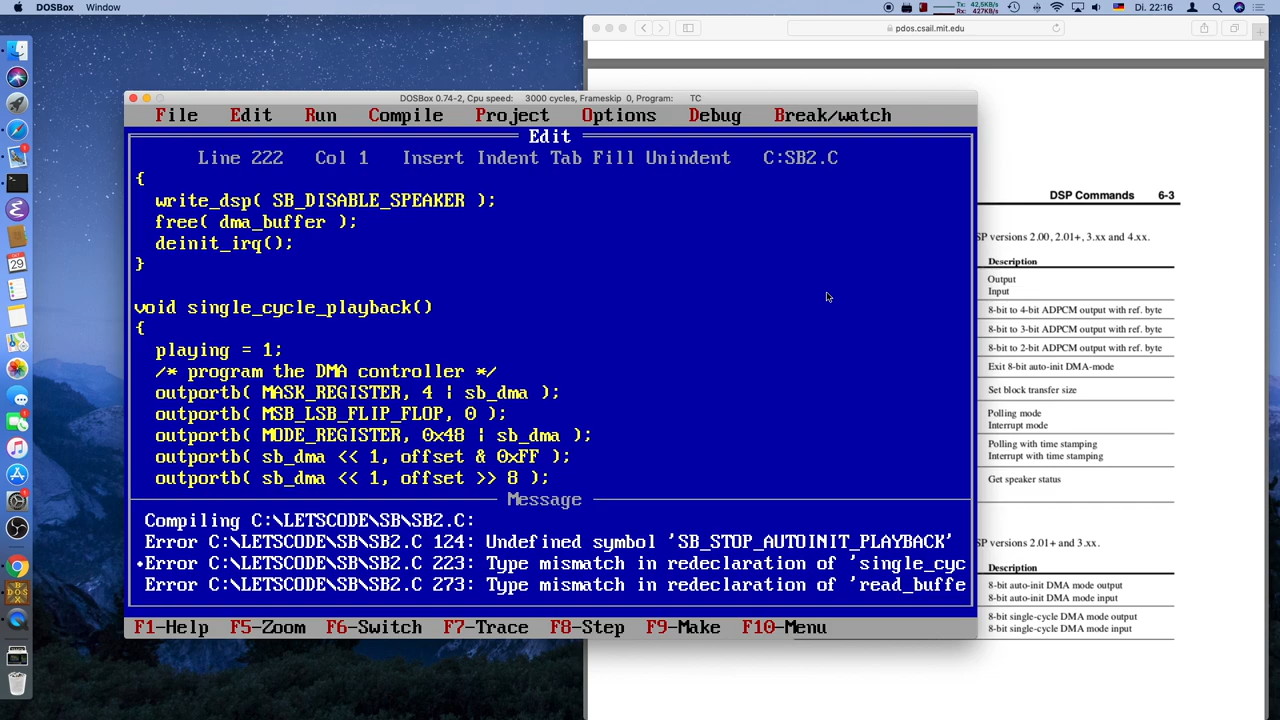 DOSBox Window
Tx: 42,5KB/s
Rx: 427KB/s
Di. 22:16
pdos.csail.mit.edu
DOSBox 0.74-2, Cpu speed: 3000 cycles, Frameskip 0, Program: TC
File Edit Run Compile Project Options Debug Break/watch
Edit
Line 222 Col 1 Insert Indent Tab Fill Unindent C:SB2.C
{
write_dsp( SB_DISABLE_SPEAKER );
free( dma_buffer );
deinit_irq();
}
void single_cycle_playback()
{
playing = 1;
/* program the DMA controller */
outportb( MASK_REGISTER, 4 | sb_dma );
outportb( MSB_LSB_FLIP_FLOP, 0 );
outportb( MODE_REGISTER, 0x48 | sb_dma );
outportb( sb_dma << 1, offset & 0xFF );
outportb( sb_dma << 1, offset >> 8 );
Message
Compiling C:\LETSCODE\SB\SB2.C:
Error C:\LETSCODE\SB\SB2.C 124: Undefined symbol 'SB_STOP_AUTOINIT_PLAYBACK'
•Error C:\LETSCODE\SB\SB2.C 223: Type mismatch in redeclaration of 'single_cyc
Error C:\LETSCODE\SB\SB2.C 273: Type mismatch in redeclaration of 'read_buffe
F1-Help F5-Zoom F6-Switch F7-Trace F8-Step F9-Make F10-Menu
DSP Commands 6-3
SP versions 2.00, 2.01+, 3.xx and 4.xx.
Description
Output
Input
8-bit to 4-bit ADPCM output with ref. byte
8-bit to 3-bit ADPCM output with ref. byte
8-bit to 2-bit ADPCM output with ref. byte
Exit 8-bit auto-init DMA-mode
Set block transfer size
Polling mode
Interrupt mode
Polling with time stamping
Interrupt with time stamping
Get speaker status
SP versions 2.01+ and 3.xx.
Description
8-bit auto-init DMA mode output
8-bit auto-init DMA mode input
8-bit single-cycle DMA mode output
8-bit single-cycle DMA mode input
29
DOS
BOX